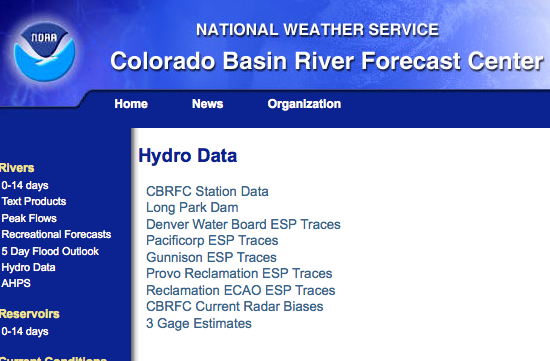 NOAA
NATIONAL WEATHER SERVICE
Colorado Basin River Forecast Center
Home News Organization
Rivers
0-14 days
Text Products
Peak Flows
Recreational Forecasts
5 Day Flood Outlook
Hydro Data
AHPS
Reservoirs
0-14 days
Current Conditions
Hydro Data
CBRFC Station Data
Long Park Dam
Denver Water Board ESP Traces
Pacificorp ESP Traces
Gunnison ESP Traces
Provo Reclamation ESP Traces
Reclamation ECAO ESP Traces
CBRFC Current Radar Biases
3 Gage Estimates